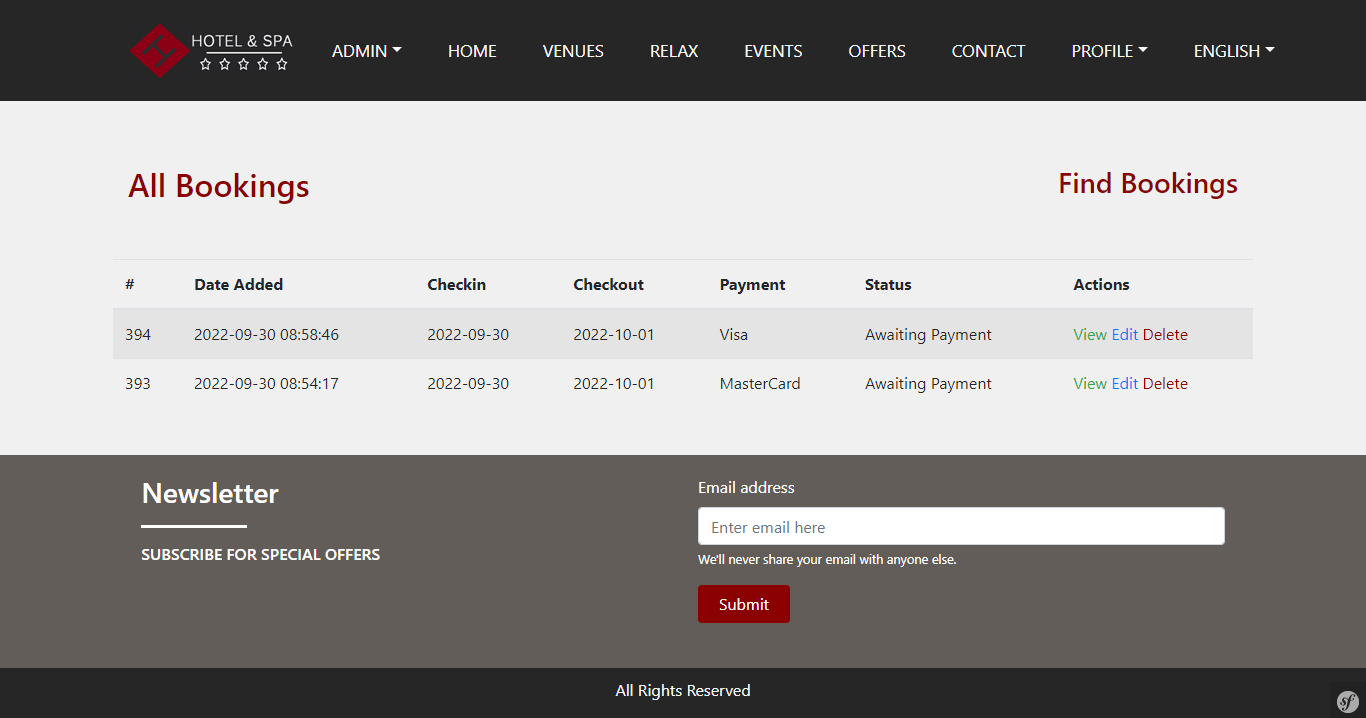 HOTEL & SPA
ADMIN HOME VENUES RELAX EVENTS OFFERS CONTACT PROFILE ENGLISH
All Bookings Find Bookings
# Date Added Checkin Checkout Payment Status Actions
394 2022-09-30 08:58:46 2022-09-30 2022-10-01 Visa Awaiting Payment View Edit Delete
393 2022-09-30 08:54:17 2022-09-30 2022-10-01 MasterCard Awaiting Payment View Edit Delete
Newsletter
SUBSCRIBE FOR SPECIAL OFFERS
Email address
Enter email here
We'll never share your email with anyone else.
Submit
All Rights Reserved
sf